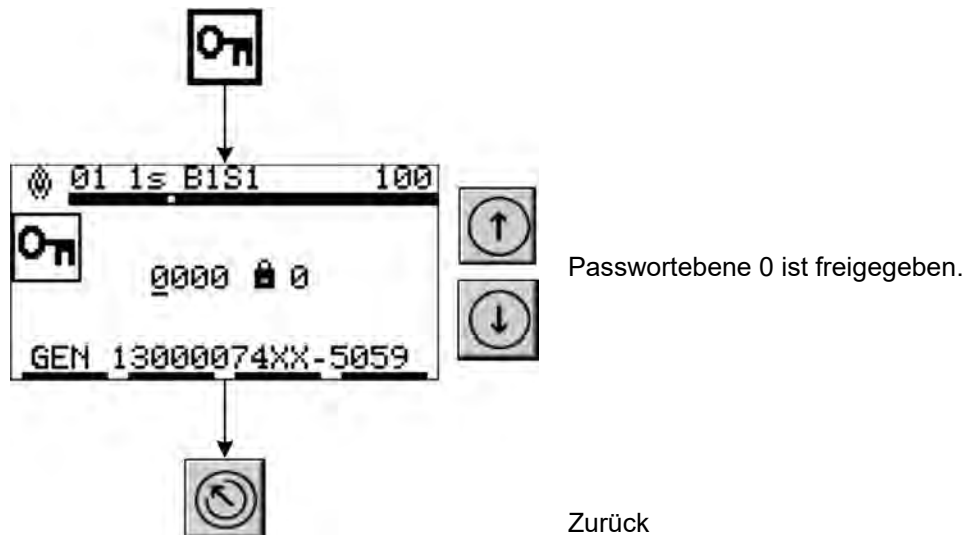 01 1s B1S1 100
0000 0
Passwortebene 0 ist freigegeben.
GEN 13000074XX-5059
Zurück